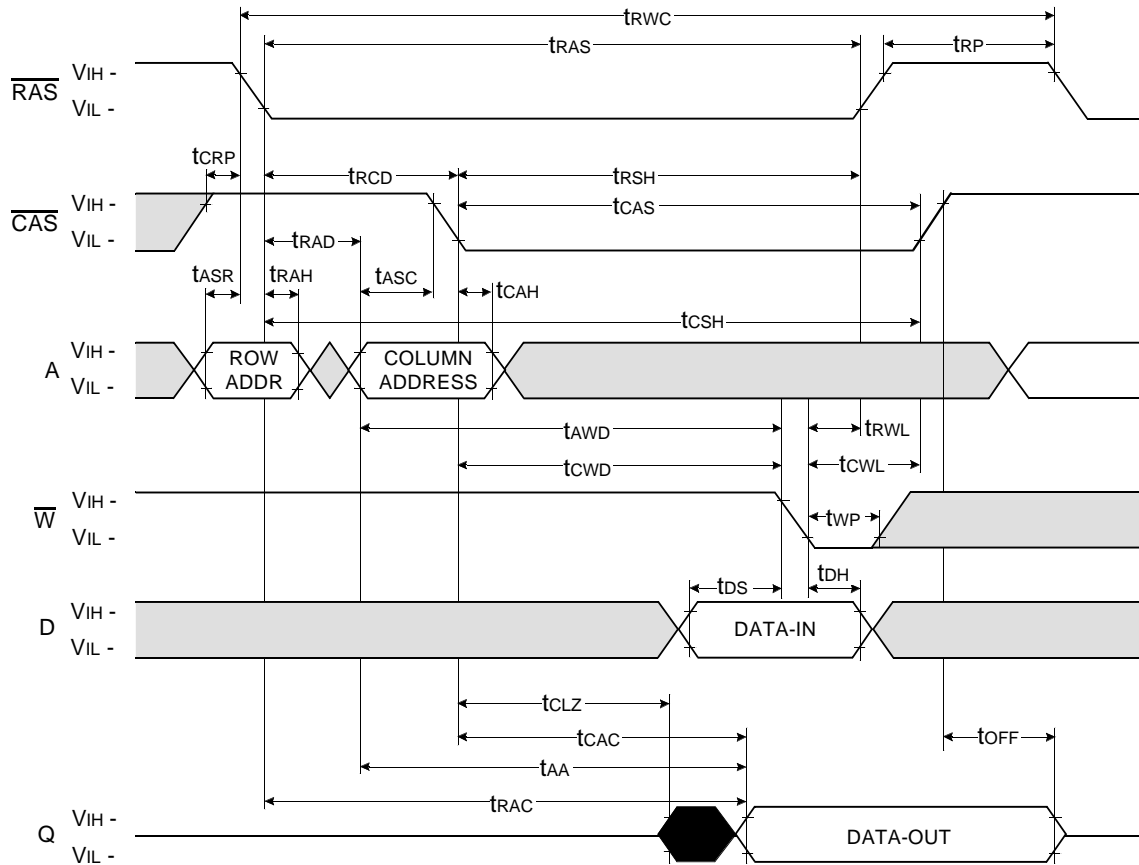 tRWC
tRAS
tRP
RAS
VIH -
VIL -
tCRP
tRCD
tRSH
CAS
VIH -
VIL -
tCAS
tRAD
tASR
tRAH
tASC
tCAH
tCSH
A
VIH -
VIL -
ROW
ADDR
COLUMN
ADDRESS
tAWD
tRWL
tCWD
tCWL
W
VIH -
VIL -
tWP
tDS
tDH
D
VIH -
VIL -
DATA-IN
tCLZ
tCAC
tOFF
tAA
tRAC
Q
VIH -
VIL -
DATA-OUT